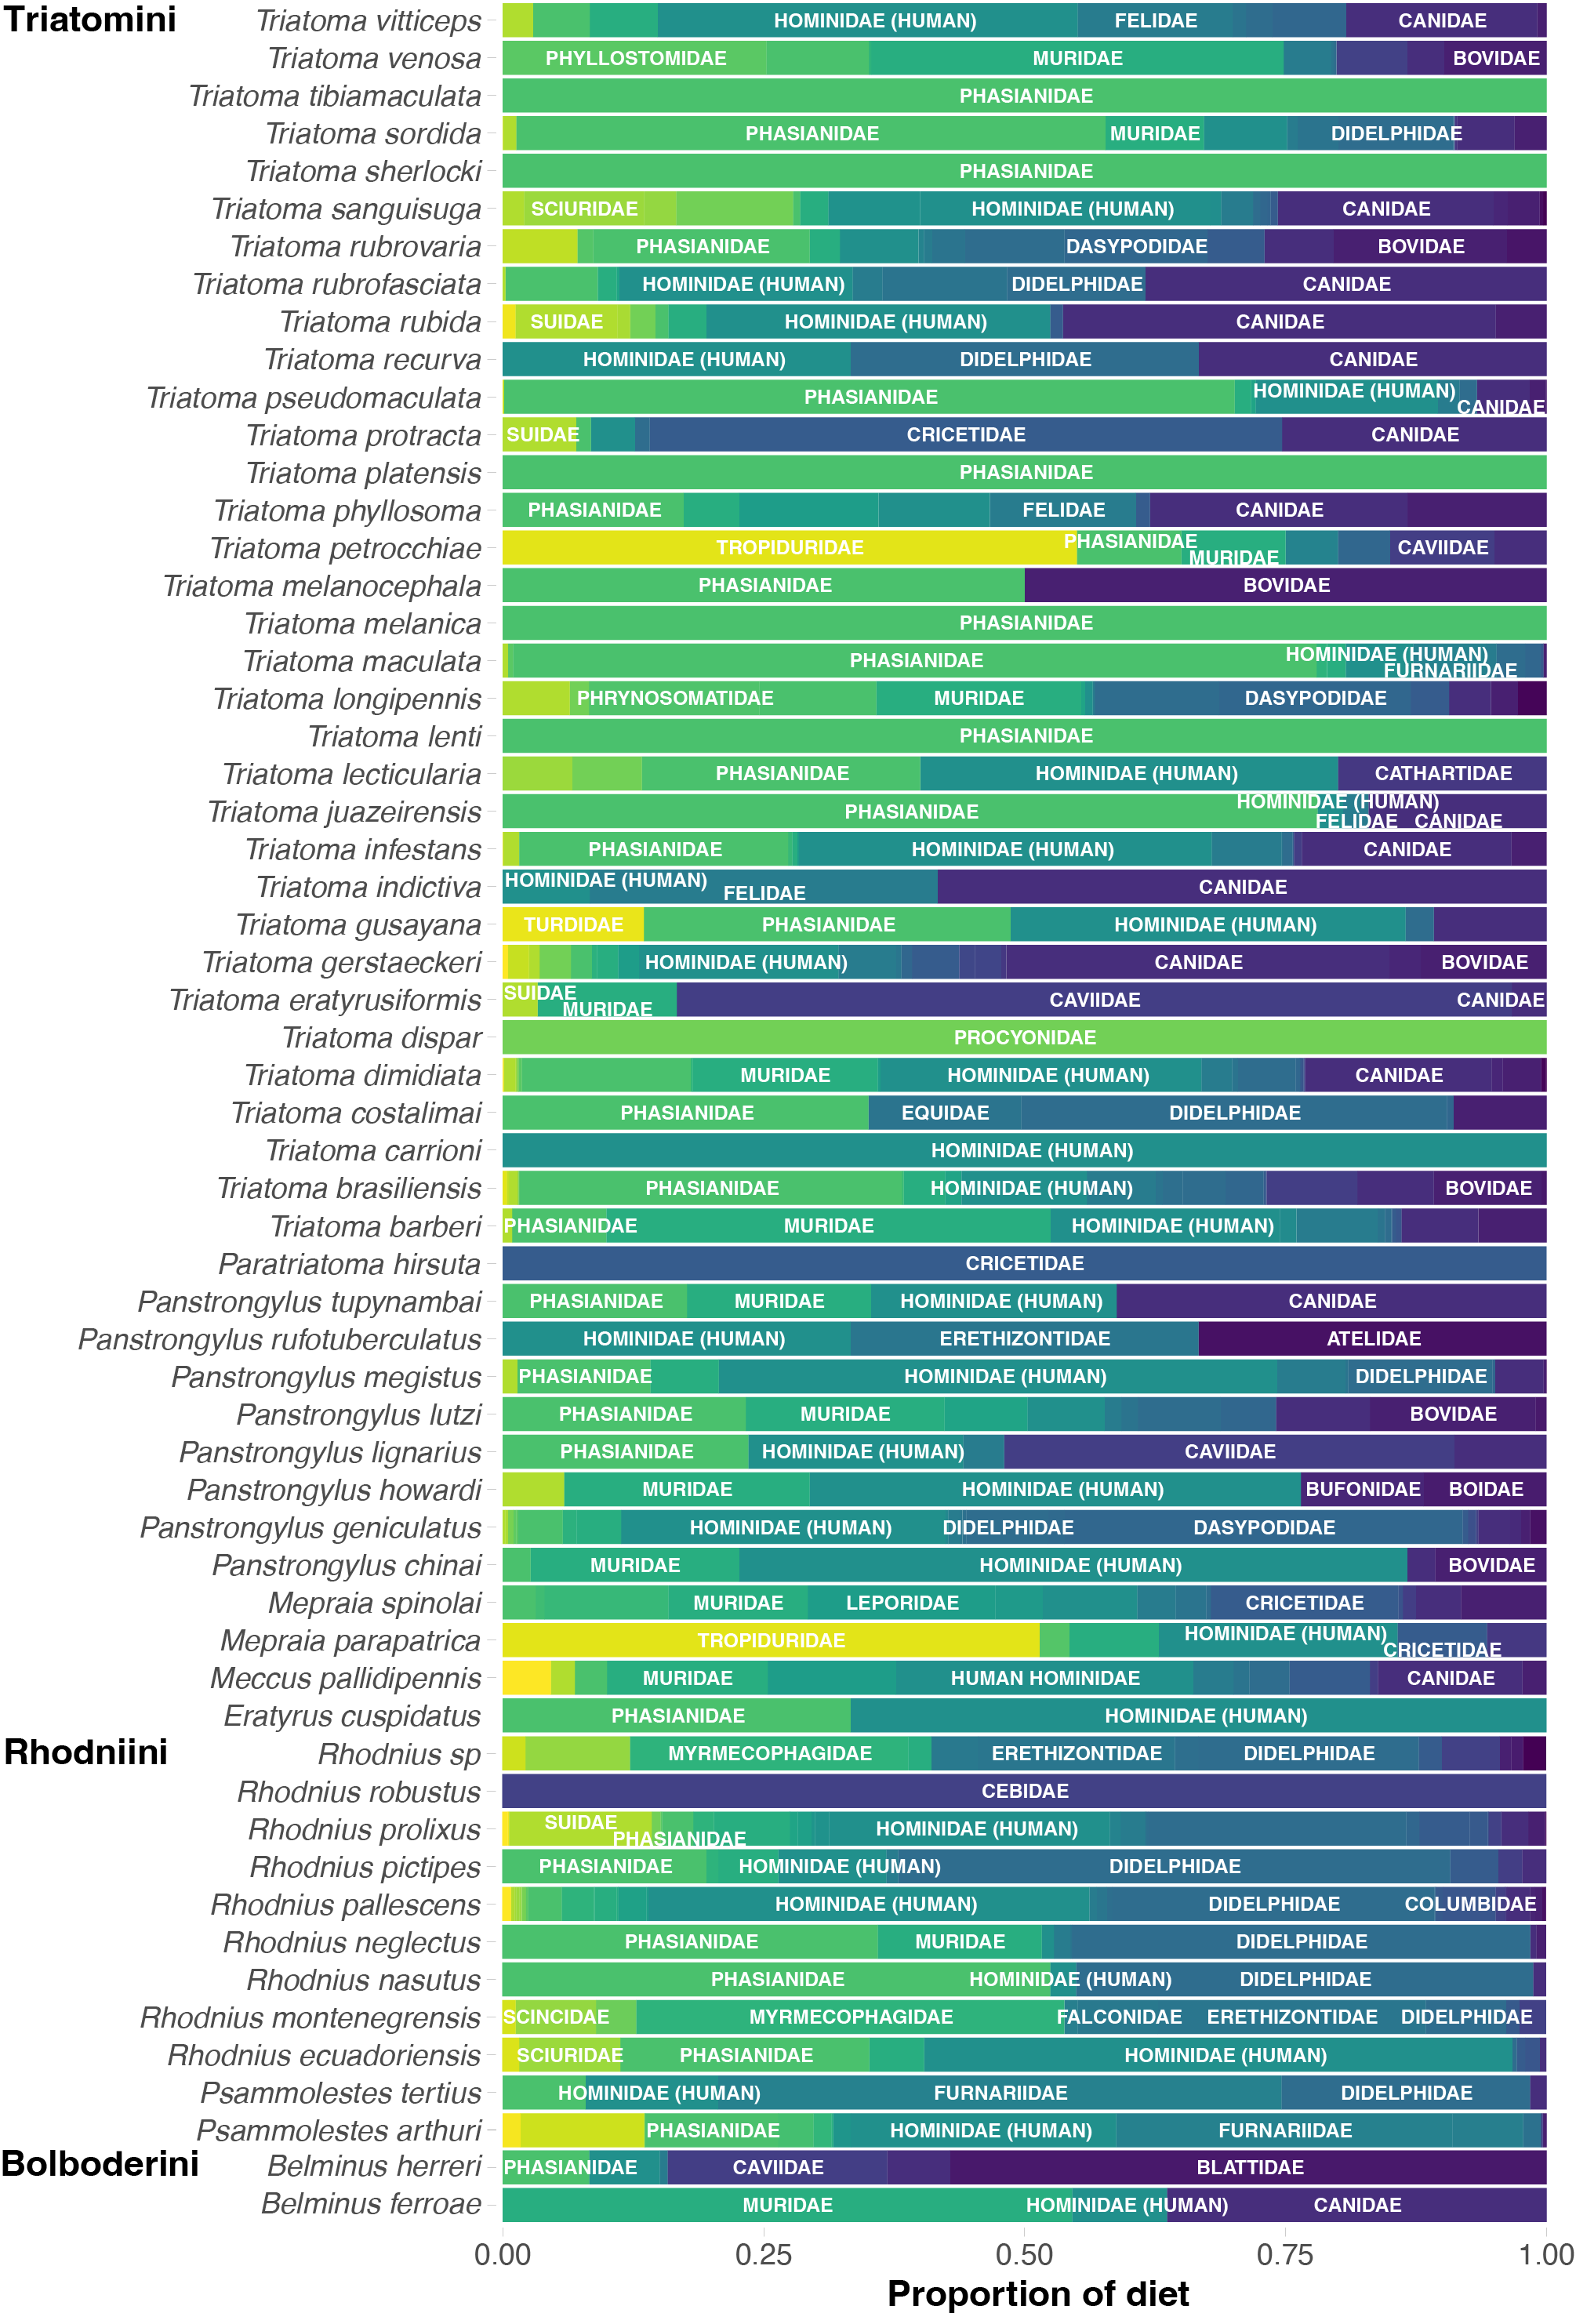 Triatomini
Triatoma vitticeps HOMINIDAE (HUMAN) FELIDAE CANIDAE
Triatoma venosa PHYLLOSTOMIDAE MURIDAE BOVIDAE
Triatoma tibiamaculata PHASIANIDAE
Triatoma sordida PHASIANIDAE MURIDAE DIDELPHIDAE
Triatoma sherlocki PHASIANIDAE
Triatoma sanguisuga SCIURIDAE HOMINIDAE (HUMAN) CANIDAE
Triatoma rubrovaria PHASIANIDAE DASYPODIDAE BOVIDAE
Triatoma rubrofasciata HOMINIDAE (HUMAN) DIDELPHIDAE CANIDAE
Triatoma rubida SUIDAE HOMINIDAE (HUMAN) CANIDAE
Triatoma recurva HOMINIDAE (HUMAN) DIDELPHIDAE CANIDAE
Triatoma pseudomaculata PHASIANIDAE HOMINIDAE (HUMAN) CANIDAE
Triatoma protracta SUIDAE CRICETIDAE CANIDAE
Triatoma platensis PHASIANIDAE
Triatoma phyllosoma PHASIANIDAE FELIDAE CANIDAE
Triatoma petrocchiae TROPIDURIDAE PHASIANIDAE MURIDAE CAVIIDAE
Triatoma melanocephala PHASIANIDAE BOVIDAE
Triatoma melanica PHASIANIDAE
Triatoma maculata PHASIANIDAE HOMINIDAE (HUMAN) FURNARIIDAE
Triatoma longipennis PHRYNOSOMATIDAE MURIDAE DASYPODIDAE
Triatoma lenti PHASIANIDAE
Triatoma lecticularia PHASIANIDAE HOMINIDAE (HUMAN) CATHARTIDAE
Triatoma juazeirensis PHASIANIDAE HOMINIDAE (HUMAN) FELIDAE CANIDAE
Triatoma infestans PHASIANIDAE HOMINIDAE (HUMAN) CANIDAE
Triatoma indictiva HOMINIDAE (HUMAN) FELIDAE CANIDAE
Triatoma gusayana TURDIDAE PHASIANIDAE HOMINIDAE (HUMAN)
Triatoma gerstaeckeri HOMINIDAE (HUMAN) CANIDAE BOVIDAE
Triatoma eratyrusiformis SUIDAE MURIDAE CAVIIDAE CANIDAE
Triatoma dispar PROCYONIDAE
Triatoma dimidiata MURIDAE HOMINIDAE (HUMAN) CANIDAE
Triatoma costalimai PHASIANIDAE EQUIDAE DIDELPHIDAE
Triatoma carrioni HOMINIDAE (HUMAN)
Triatoma brasiliensis PHASIANIDAE HOMINIDAE (HUMAN) BOVIDAE
Triatoma barberi PHASIANIDAE MURIDAE HOMINIDAE (HUMAN)
Paratriatoma hirsuta CRICETIDAE
Panstrongylus tupynambai PHASIANIDAE MURIDAE HOMINIDAE (HUMAN) CANIDAE
Panstrongylus rufotuberculatus HOMINIDAE (HUMAN) ERETHIZONTIDAE ATELIDAE
Panstrongylus megistus PHASIANIDAE HOMINIDAE (HUMAN) DIDELPHIDAE
Panstrongylus lutzi PHASIANIDAE MURIDAE BOVIDAE
Panstrongylus lignarius PHASIANIDAE HOMINIDAE (HUMAN) CAVIIDAE
Panstrongylus howardi MURIDAE HOMINIDAE (HUMAN) BUFONIDAE BOIDAE
Panstrongylus geniculatus HOMINIDAE (HUMAN) DIDELPHIDAE DASYPODIDAE
Panstrongylus chinai MURIDAE HOMINIDAE (HUMAN) BOVIDAE
Mepraia spinolai MURIDAE LEPORIDAE CRICETIDAE
Mepraia parapatrica TROPIDURIDAE HOMINIDAE (HUMAN) CRICETIDAE
Meccus pallidipennis MURIDAE HUMAN HOMINIDAE CANIDAE
Eratyrus cuspidatus PHASIANIDAE HOMINIDAE (HUMAN)
Rhodniini
Rhodnius sp MYRMECOPHAGIDAE ERETHIZONTIDAE DIDELPHIDAE
Rhodnius robustus CEBIDAE
Rhodnius prolixus SUIDAE PHASIANIDAE HOMINIDAE (HUMAN)
Rhodnius pictipes PHASIANIDAE HOMINIDAE (HUMAN) DIDELPHIDAE
Rhodnius pallescens HOMINIDAE (HUMAN) DIDELPHIDAE COLUMBIDAE
Rhodnius neglectus PHASIANIDAE MURIDAE DIDELPHIDAE
Rhodnius nasutus PHASIANIDAE HOMINIDAE (HUMAN) DIDELPHIDAE
Rhodnius montenegrensis SCINCIDAE MYRMECOPHAGIDAE FALCONIDAE ERETHIZONTIDAE DIDELPHIDAE
Rhodnius ecuadoriensis SCIURIDAE PHASIANIDAE HOMINIDAE (HUMAN)
Psammolestes tertius HOMINIDAE (HUMAN) FURNARIIDAE DIDELPHIDAE
Psammolestes arthuri PHASIANIDAE HOMINIDAE (HUMAN) FURNARIIDAE
Bolboderini
Belminus herreri PHASIANIDAE CAVIIDAE BLATTIDAE
Belminus ferroae MURIDAE HOMINIDAE (HUMAN) CANIDAE
0.00 0.25 0.50 0.75 1.00
Proportion of diet